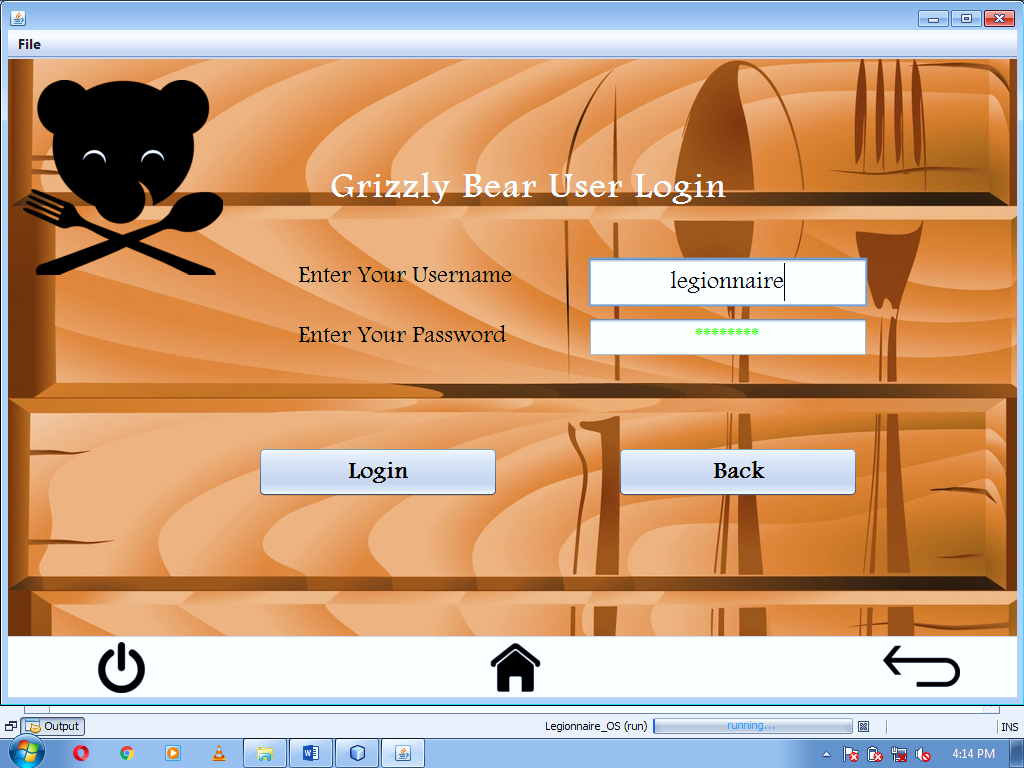 File
Grizzly Bear User Login
Enter Your Username
legionnaire
Enter Your Password
********
Login
Back
Output
Legionnaire_OS (run)
running...
INS
4:14 PM